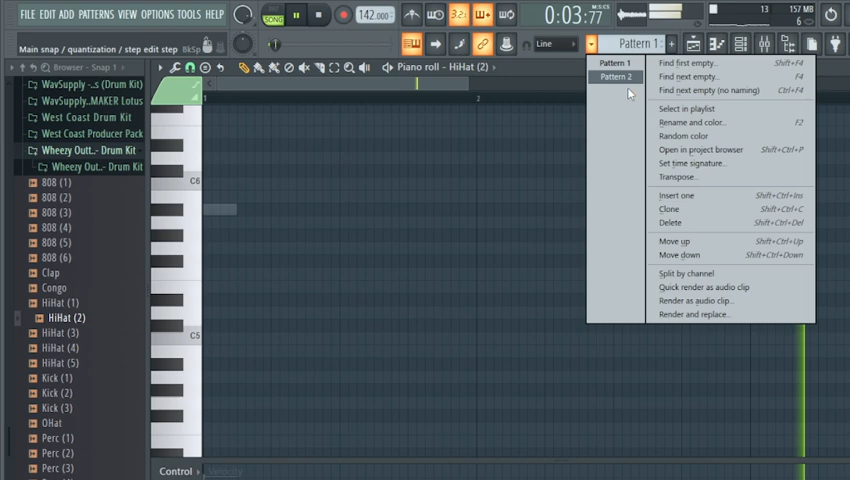 FILE EDIT ADD PATTERNS VIEW OPTIONS TOOLS HELP
SONG
142.000
3 2
0:03:77
M:S:CS
13
157 MB
6
Main snap / quantization / step edit step BkSp
Line
Pattern 1
Browser - Snap 1
Piano roll - HiHat (2)
WavSupply -..s (Drum Kit)
WavSupply...MAKER Lotus
West Coast Drum Kit
West Coast Producer Pack
Wheezy Outt..- Drum Kit
Wheezy Out..- Drum Kit
808 (1)
808 (2)
808 (3)
808 (4)
808 (5)
808 (6)
Clap
Congo
HiHat (1)
HiHat (2)
HiHat (3)
HiHat (4)
HiHat (5)
Kick (1)
Kick (2)
Kick (3)
OHat
Perc (1)
Perc (2)
Perc (3)
1
2
C6
C5
Control
Velocity
Pattern 1
Pattern 2
Find first empty... Shift+F4
Find next empty... F4
Find next empty (no naming) Ctrl+F4
Select in playlist
Rename and color... F2
Random color
Open in project browser Shift+Ctrl+P
Set time signature...
Transpose...
Insert one Shift+Ctrl+Ins
Clone Shift+Ctrl+C
Delete Shift+Ctrl+Del
Move up Shift+Ctrl+Up
Move down Shift+Ctrl+Down
Split by channel
Quick render as audio clip
Render as audio clip...
Render and replace...